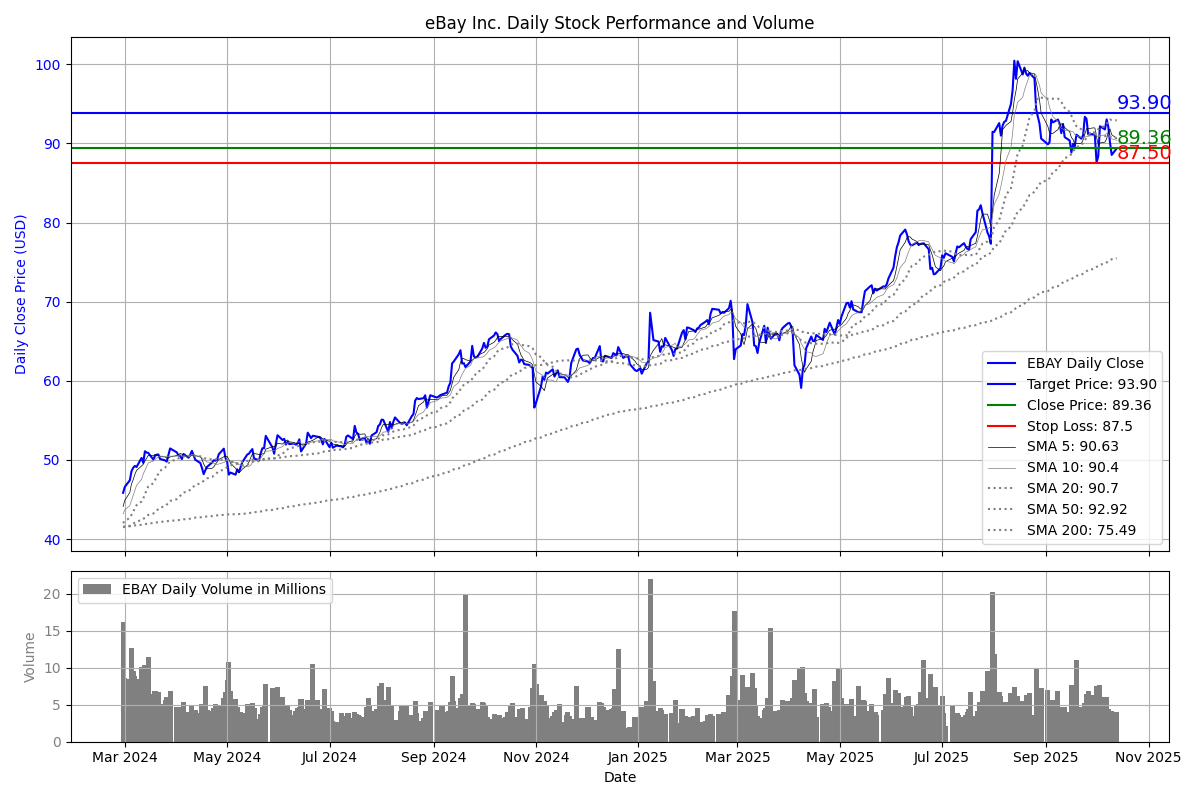 eBay Inc. Daily Stock Performance and Volume
Daily Close Price (USD)
100
90
80
70
60
50
40
93.90
89.36
87.50
EBAY Daily Close
Target Price: 93.90
Close Price: 89.36
Stop Loss: 87.5
SMA 5: 90.63
SMA 10: 90.4
SMA 20: 90.7
SMA 50: 92.92
SMA 200: 75.49
Volume
20
15
10
5
0
EBAY Daily Volume in Millions
Mar 2024 May 2024 Jul 2024 Sep 2024 Nov 2024 Jan 2025 Mar 2025 May 2025 Jul 2025 Sep 2025 Nov 2025
Date